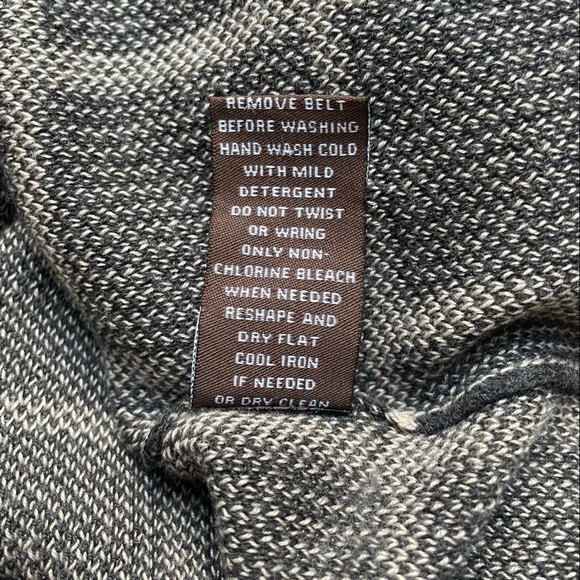 REMOVE BELT
BEFORE WASHING
HAND WASH COLD
WITH MILD
DETERGENT
DO NOT TWIST
OR WRING
ONLY NON-
CHLORINE BLEACH
WHEN NEEDED
RESHAPE AND
DRY FLAT
COOL IRON
IF NEEDED
OR DRY CLEAN